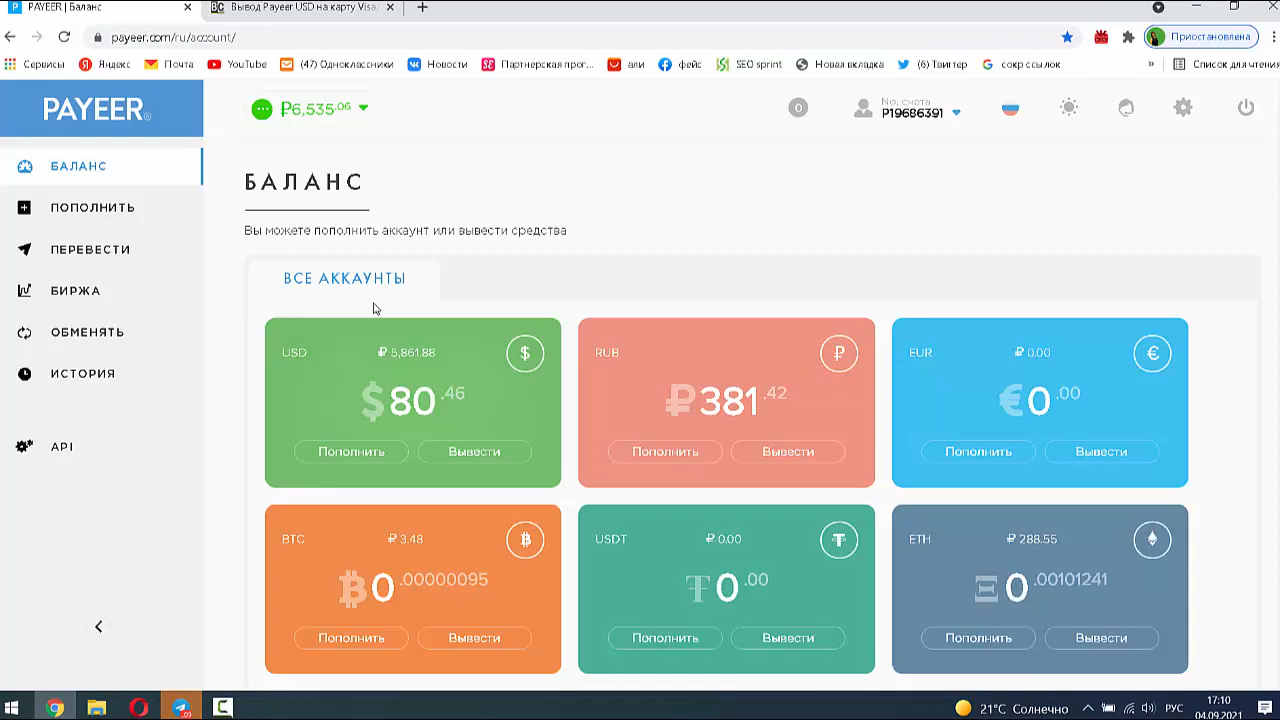 PAYEER | Баланс
Вывод Payeer USD на карту Visa
payeer.com/ru/account/
Приостановлена
Сервисы
Яндекс
Почта
YouTube
(47) Одноклассники
Новости
Партнерская прог...
али
фейс
SEO sprint
Новая вкладка
(6) Твиттер
сокр ссылок
»
Список для чтения
PAYEER
₽6,535.06
0
No. счета
P19686391
БАЛАНС
ПОПОЛНИТЬ
ПЕРЕВЕСТИ
БИРЖА
ОБМЕНЯТЬ
ИСТОРИЯ
API
БАЛАНС
Вы можете пополнить аккаунт или вывести средства
ВСЕ АККАУНТЫ
USD ₽ 5,861.88 $
$80.46
Пополнить Вывести
RUB ₽
₽381.42
Пополнить Вывести
EUR ₽ 0.00 €
€0.00
Пополнить Вывести
BTC ₽ 3.48
0.00000095
Пополнить Вывести
USDT ₽ 0.00
0.00
Пополнить Вывести
ETH ₽ 288.55
Ξ0.00101241
Пополнить Вывести
21°C Солнечно
РУС
17:10
04.09.2021